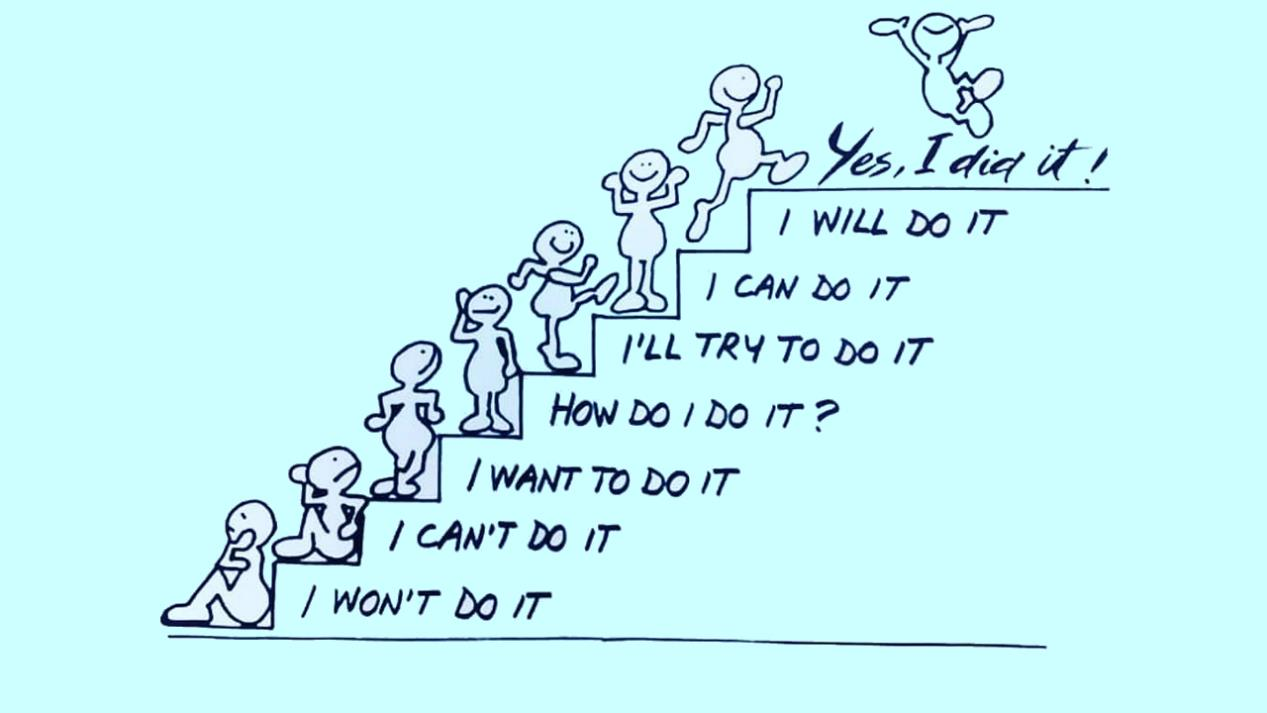 Yes, I did it!
I WILL DO IT
I CAN DO IT
I'LL TRY TO DO IT
HOW DO I DO IT?
I WANT TO DO IT
I CAN'T DO IT
I WON'T DO IT